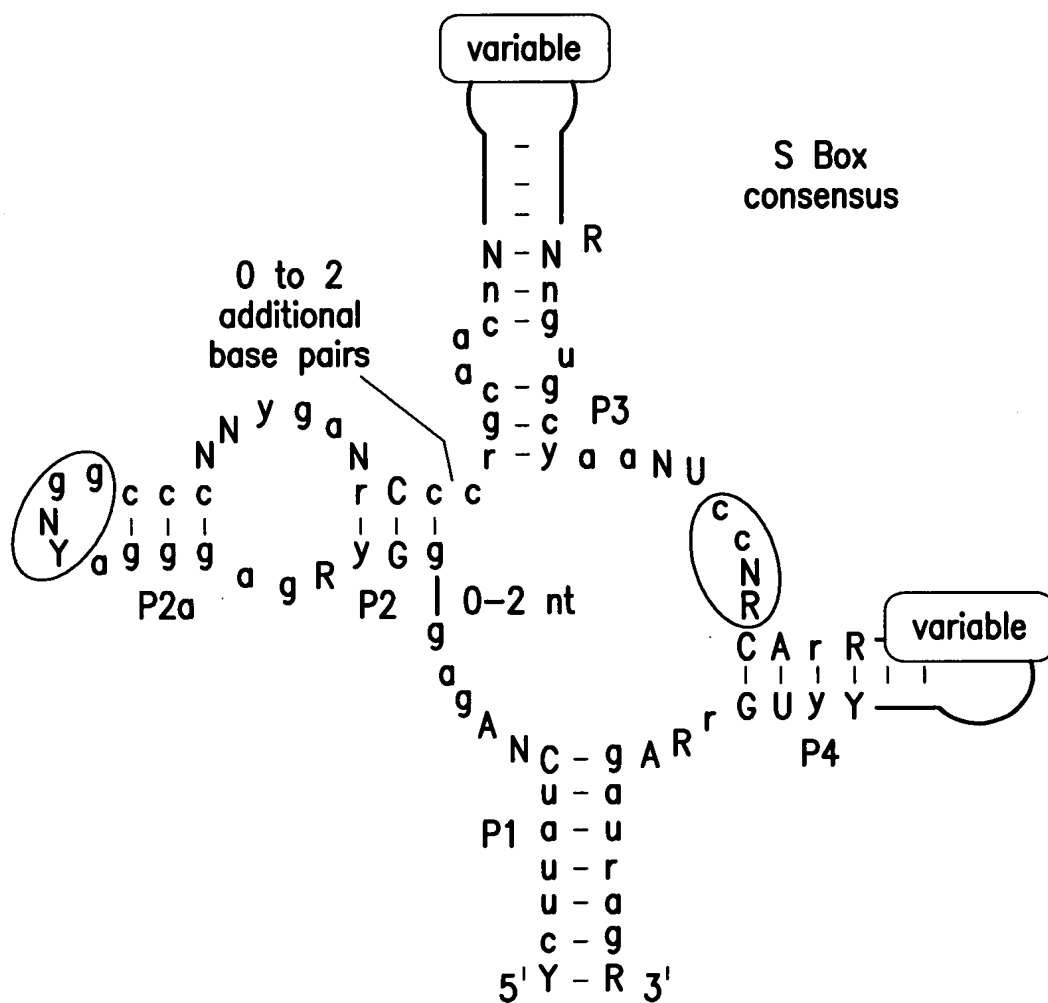 variable
S Box
consensus
N - N R
n - n
0 to 2
additional
base pairs
c - g
a
u
a
c - g
P3
g - c
r - y a a N U
N N y g a N
g g c c c
r C c c
N
Y a g g g a g R y G g
P2a
P2
0-2 nt
c c N R
C A r R
variable
G U y Y
P4
g
a
g
A N C - g A R r
u - a
P1 a - u
u - r
u - a
c - g
5' Y - R 3'